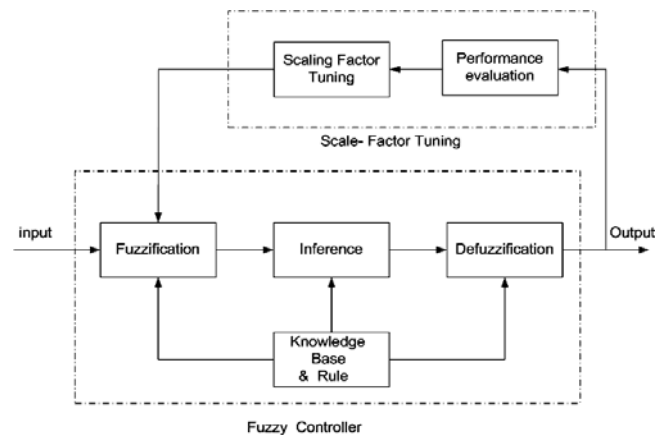 Scaling Factor
Tuning
Performance
evaluation
Scale- Factor Tuning
input
Fuzzification
Inference
Defuzzification
Output
Knowledge
Base
& Rule
Fuzzy Controller